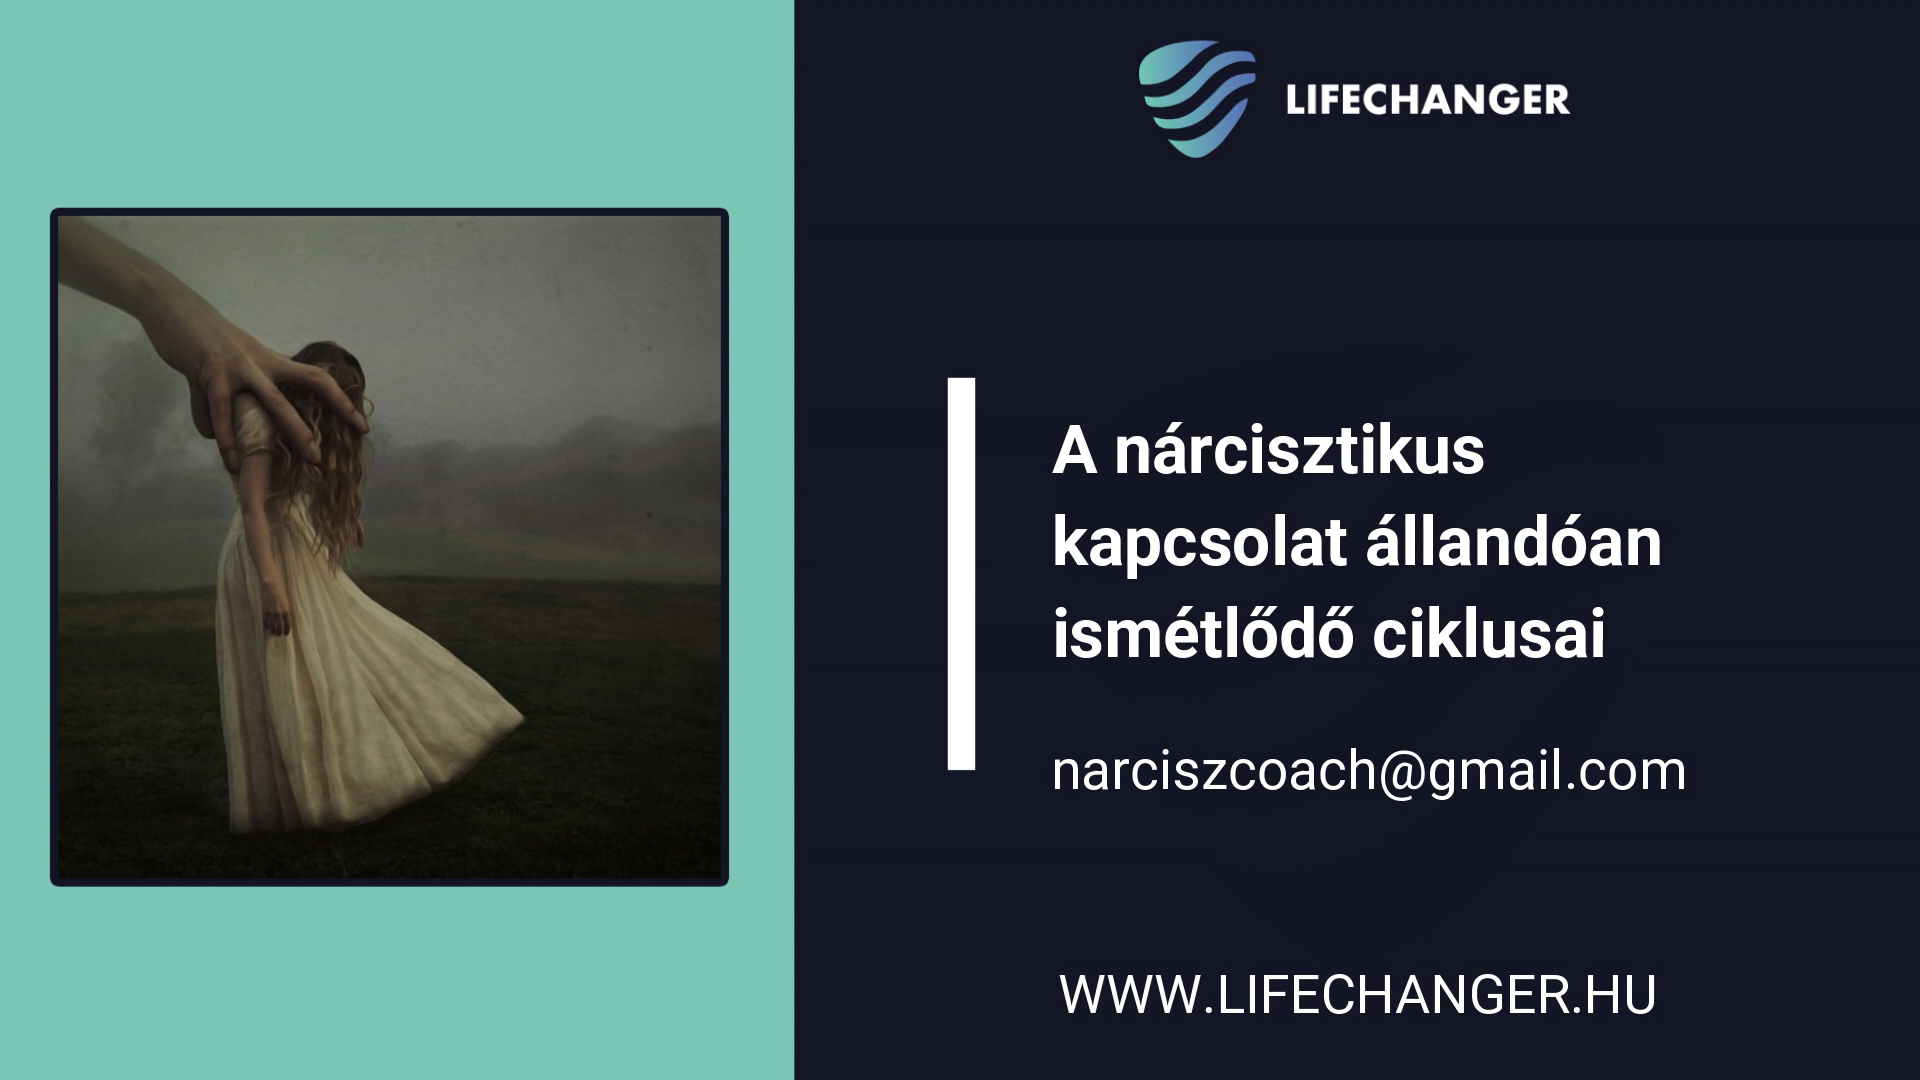 LIFECHANGER
A nárcisztikus
kapcsolat állandóan
ismétlődő ciklusai
narciszcoach@gmail.com
WWW.LIFECHANGER.HU